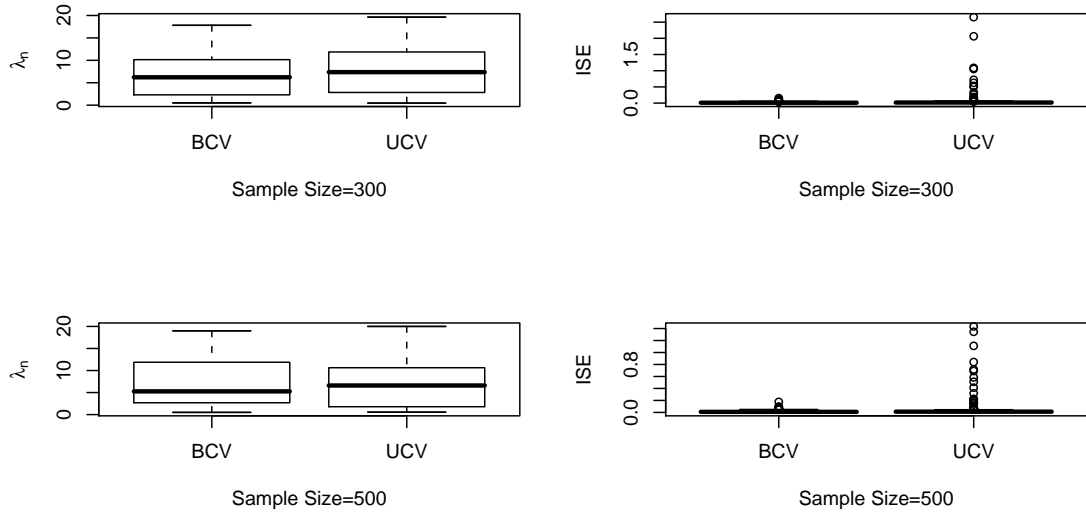 20
10
0
λn
BCV
UCV
Sample Size=300
1.5
0.0
ISE
BCV
UCV
Sample Size=300
20
10
0
λn
BCV
UCV
Sample Size=500
0.8
0.0
ISE
BCV
UCV
Sample Size=500